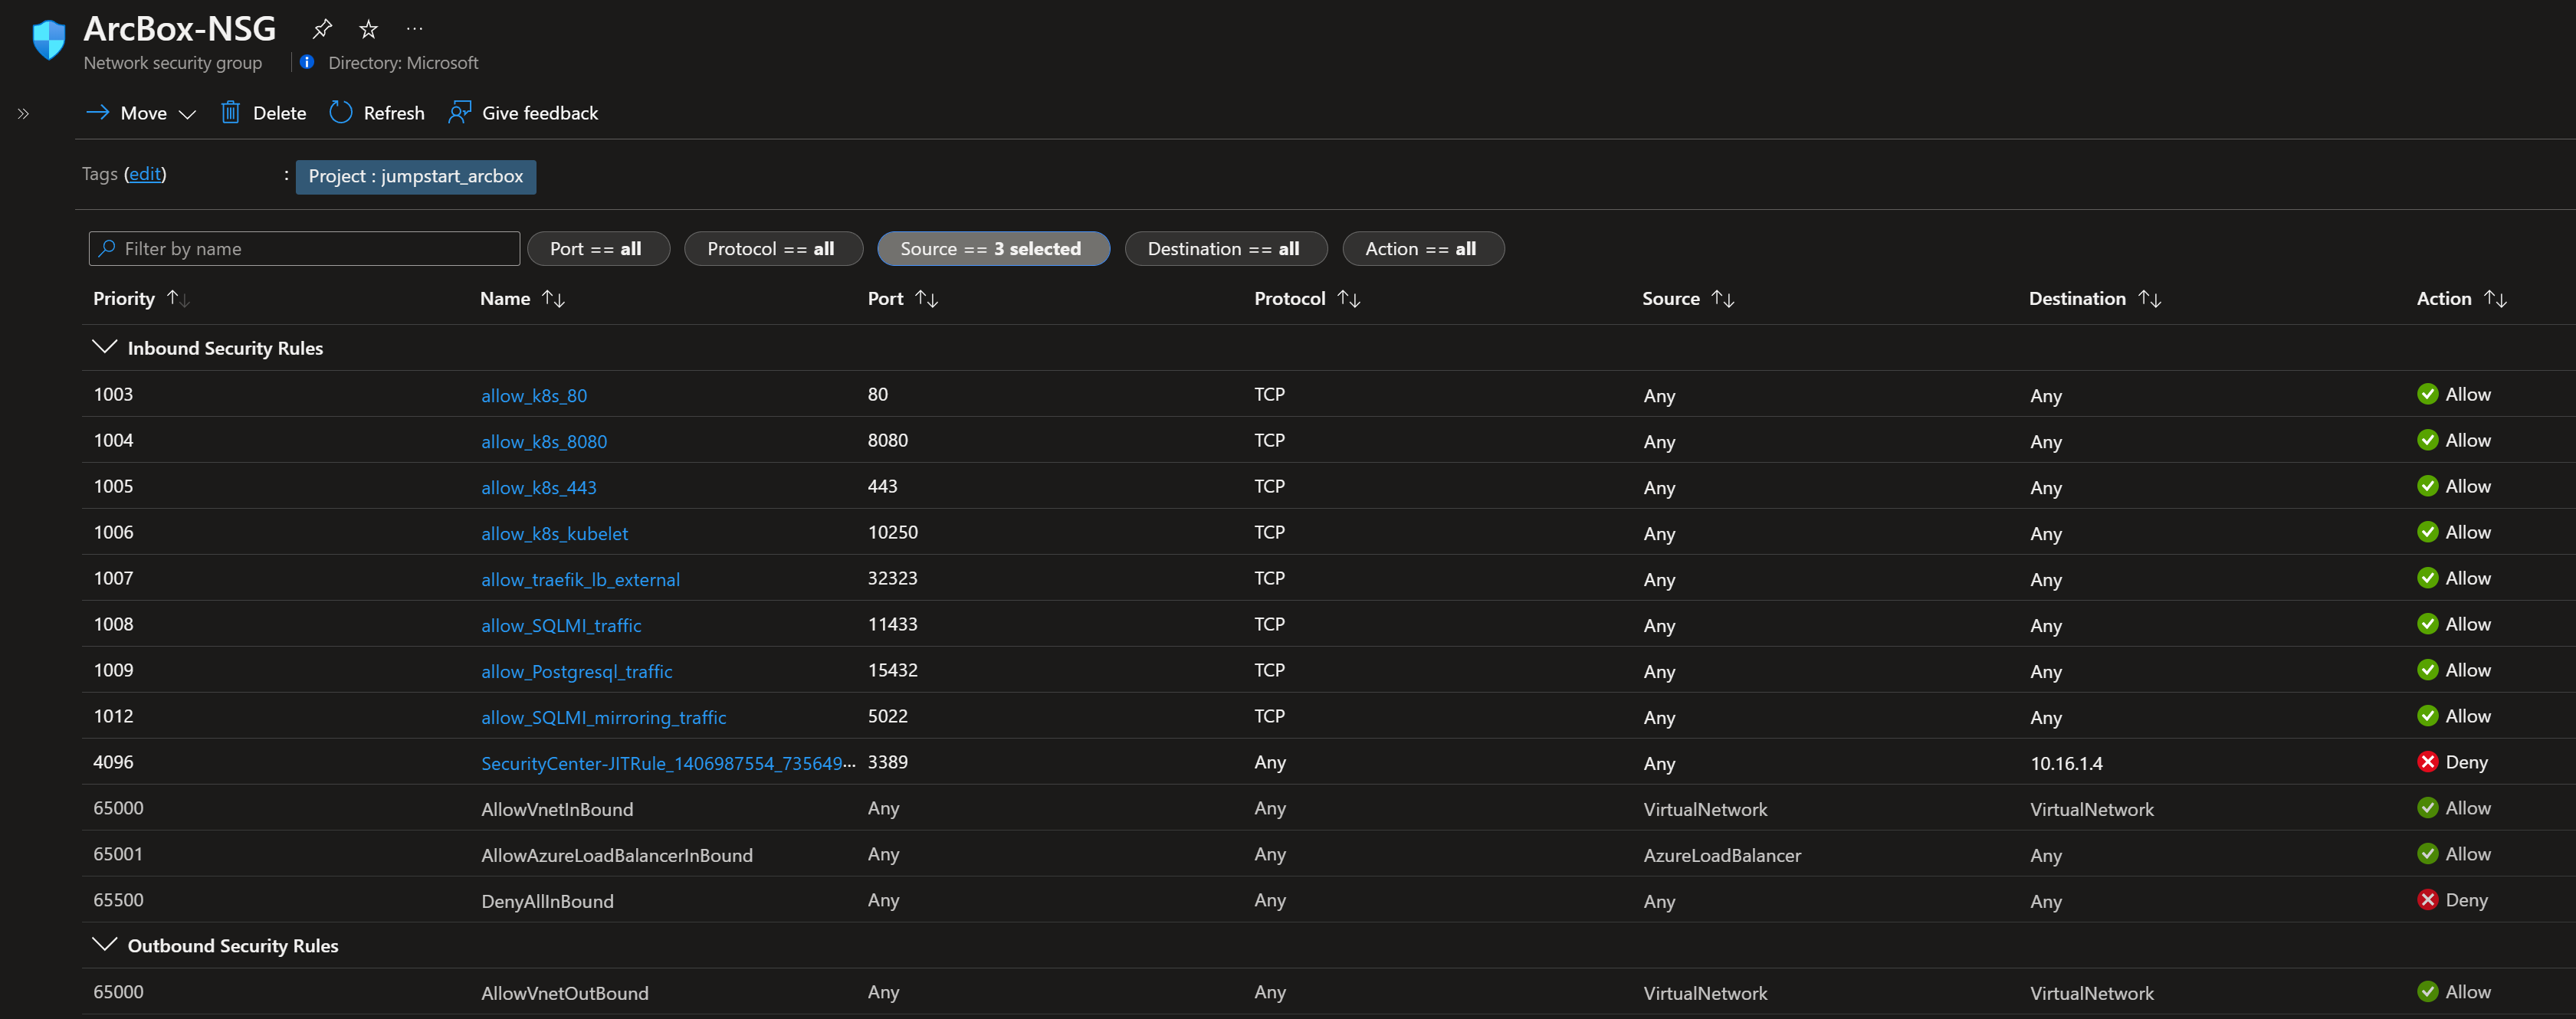 ArcBox-NSG
Network security group Directory: Microsoft
Move Delete Refresh Give feedback
Tags (edit) : Project : jumpstart_arcbox
Filter by name Port == all Protocol == all Source == 3 selected Destination == all Action == all
Priority Name Port Protocol Source Destination Action
Inbound Security Rules
1003 allow_k8s_80 80 TCP Any Any Allow
1004 allow_k8s_8080 8080 TCP Any Any Allow
1005 allow_k8s_443 443 TCP Any Any Allow
1006 allow_k8s_kubelet 10250 TCP Any Any Allow
1007 allow_traefik_lb_external 32323 TCP Any Any Allow
1008 allow_SQLMI_traffic 11433 TCP Any Any Allow
1009 allow_Postgresql_traffic 15432 TCP Any Any Allow
1012 allow_SQLMI_mirroring_traffic 5022 TCP Any Any Allow
4096 SecurityCenter-JITRule_1406987554_735649... 3389 Any Any 10.16.1.4 Deny
65000 AllowVnetInBound Any Any VirtualNetwork VirtualNetwork Allow
65001 AllowAzureLoadBalancerInBound Any Any AzureLoadBalancer Any Allow
65500 DenyAllInBound Any Any Any Any Deny
Outbound Security Rules
65000 AllowVnetOutBound Any Any VirtualNetwork VirtualNetwork Allow